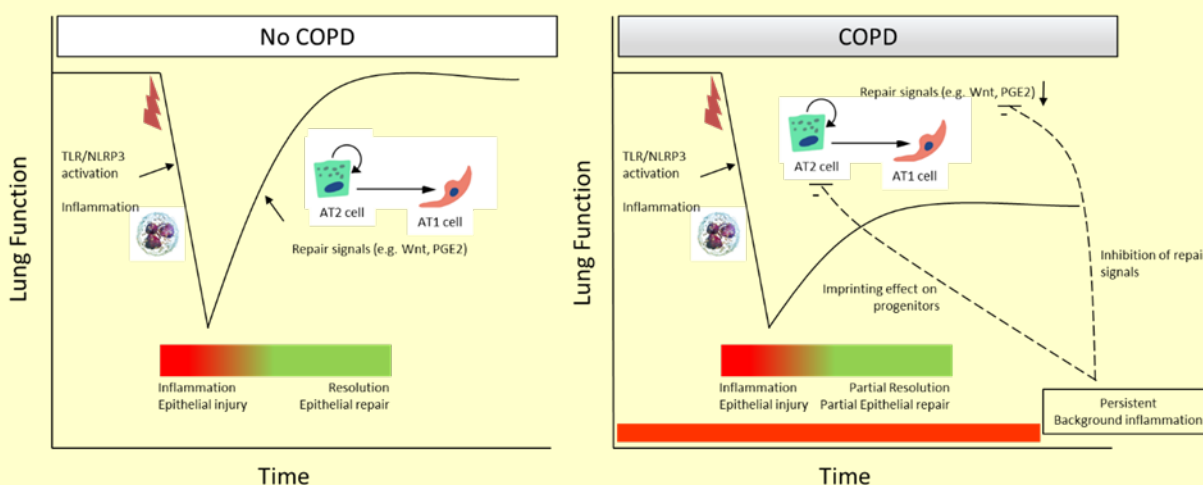 No COPD
Lung Function
TLR/NLRP3
activation
Inflammation
AT2 cell
AT1 cell
Repair signals (e.g. Wnt, PGE2)
Inflammation
Epithelial injury
Resolution
Epithelial repair
Time
COPD
Lung Function
Repair signals (e.g. Wnt, PGE2)
-
TLR/NLRP3
activation
Inflammation
AT2 cell
AT1 cell
-
Inhibition of repair
signals
Imprinting effect on
progenitors
Inflammation
Epithelial injury
Partial Resolution
Partial Epithelial repair
Persistent
Background inflammation
Time